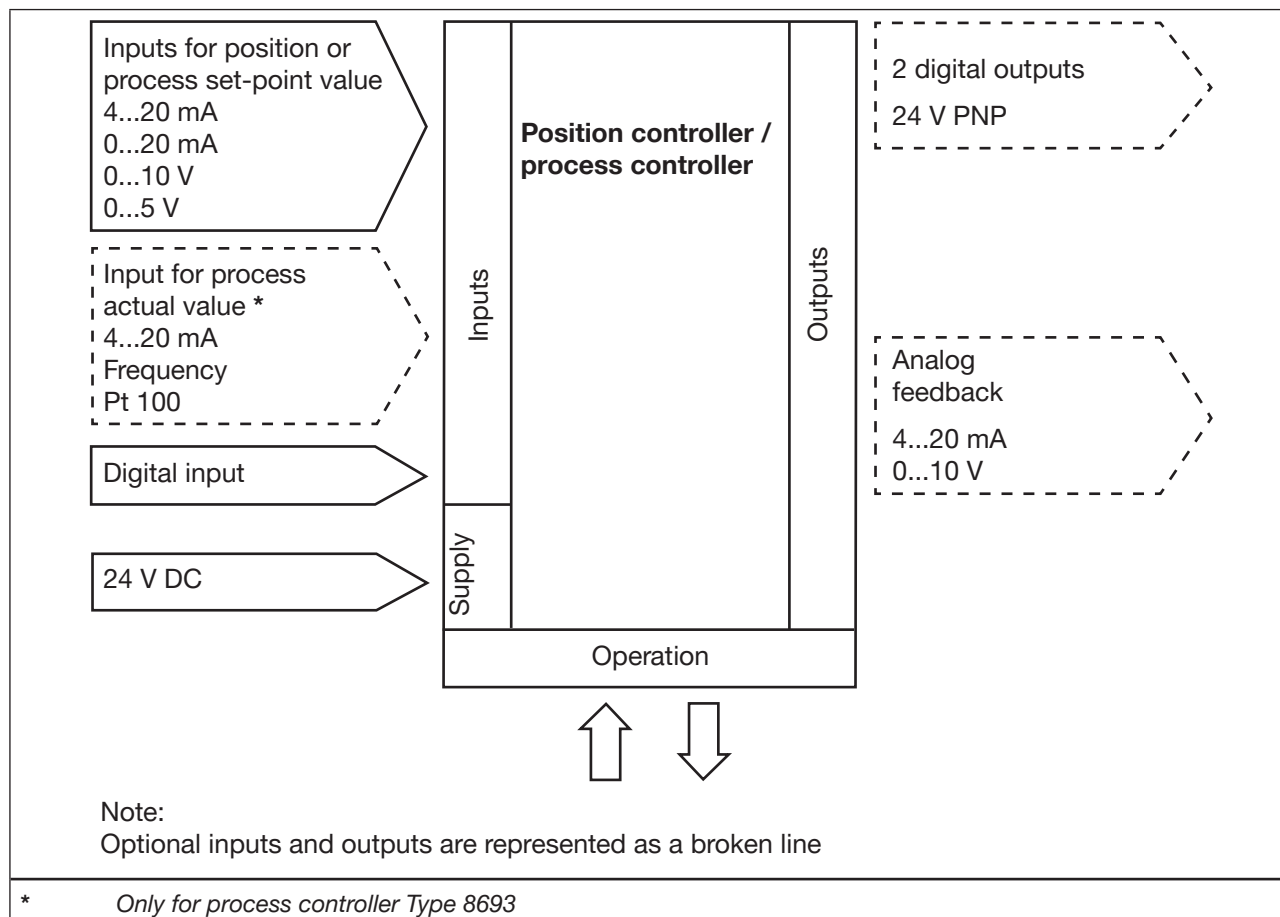 Inputs for position or
process set-point value
4...20 mA
0...20 mA
0...10 V
0...5 V
Input for process
actual value *
4...20 mA
Frequency
Pt 100
Digital input
24 V DC
Inputs
Supply
Position controller /
process controller
Outputs
Operation
2 digital outputs
24 V PNP
Analog
feedback
4...20 mA
0...10 V
Note:
Optional inputs and outputs are represented as a broken line
* Only for process controller Type 8693